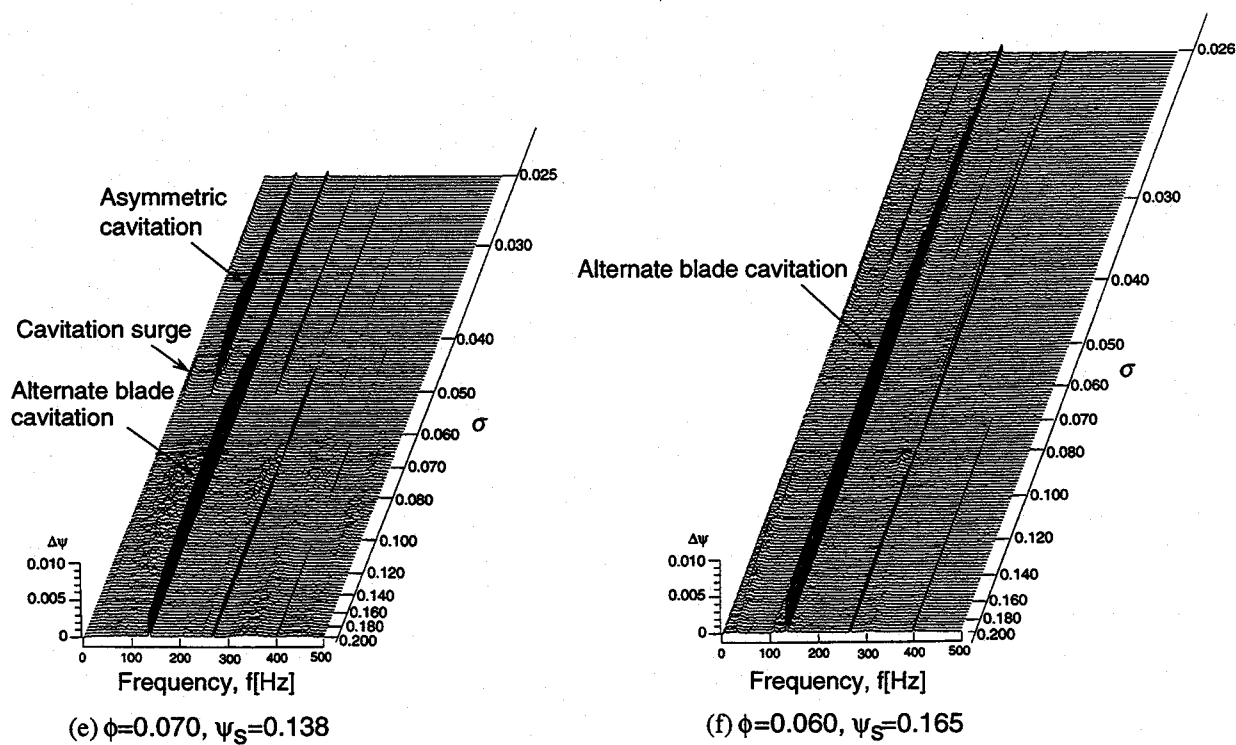 Asymmetric
cavitation
Cavitation surge
Alternate blade
cavitation
0.025
0.030
0.040
0.050
0.060
σ
0.070
0.080
0.100
0.120
0.140
0.160
0.180
0.200
Δψ
0.010
0.005
0
0 100 200 300 400 500
Frequency, f[Hz]
(e) ϕ=0.070, ψS=0.138
Alternate blade cavitation
0.026
0.030
0.040
0.050
σ
0.060
0.070
0.080
0.100
0.120
0.140
0.160
0.180
0.200
Δψ
0.010
0.005
0
0 100 200 300 400 500
Frequency, f[Hz]
(f) ϕ=0.060, ψS=0.165